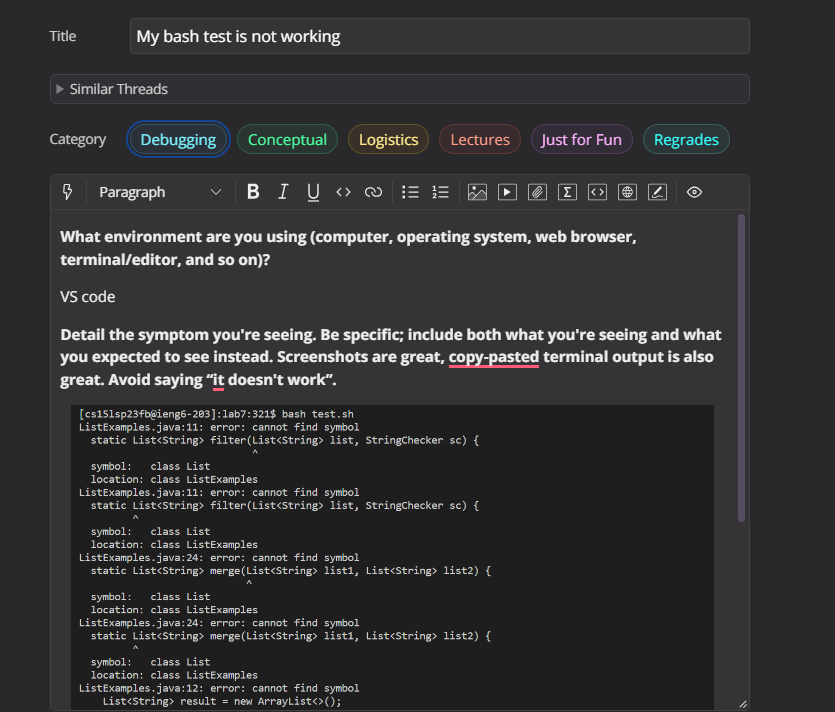 Title
My bash test is not working
Similar Threads
Category
Debugging
Conceptual
Logistics
Lectures
Just for Fun
Regrades
Paragraph
B I U
What environment are you using (computer, operating system, web browser,
terminal/editor, and so on)?
VS code
Detail the symptom you're seeing. Be specific; include both what you're seeing and what
you expected to see instead. Screenshots are great, copy-pasted terminal output is also
great. Avoid saying “it doesn't work”.
[cs15lsp23fb@ieng6-203]:lab7:321$ bash test.sh
ListExamples.java:11: error: cannot find symbol
  static List<String> filter(List<String> list, StringChecker sc) {
                             ^
  symbol:   class List
  location: class ListExamples
ListExamples.java:11: error: cannot find symbol
  static List<String> filter(List<String> list, StringChecker sc) {
         ^
  symbol:   class List
  location: class ListExamples
ListExamples.java:24: error: cannot find symbol
  static List<String> merge(List<String> list1, List<String> list2) {
                            ^
  symbol:   class List
  location: class ListExamples
ListExamples.java:24: error: cannot find symbol
  static List<String> merge(List<String> list1, List<String> list2) {
         ^
  symbol:   class List
  location: class ListExamples
ListExamples.java:12: error: cannot find symbol
    List<String> result = new ArrayList<>();